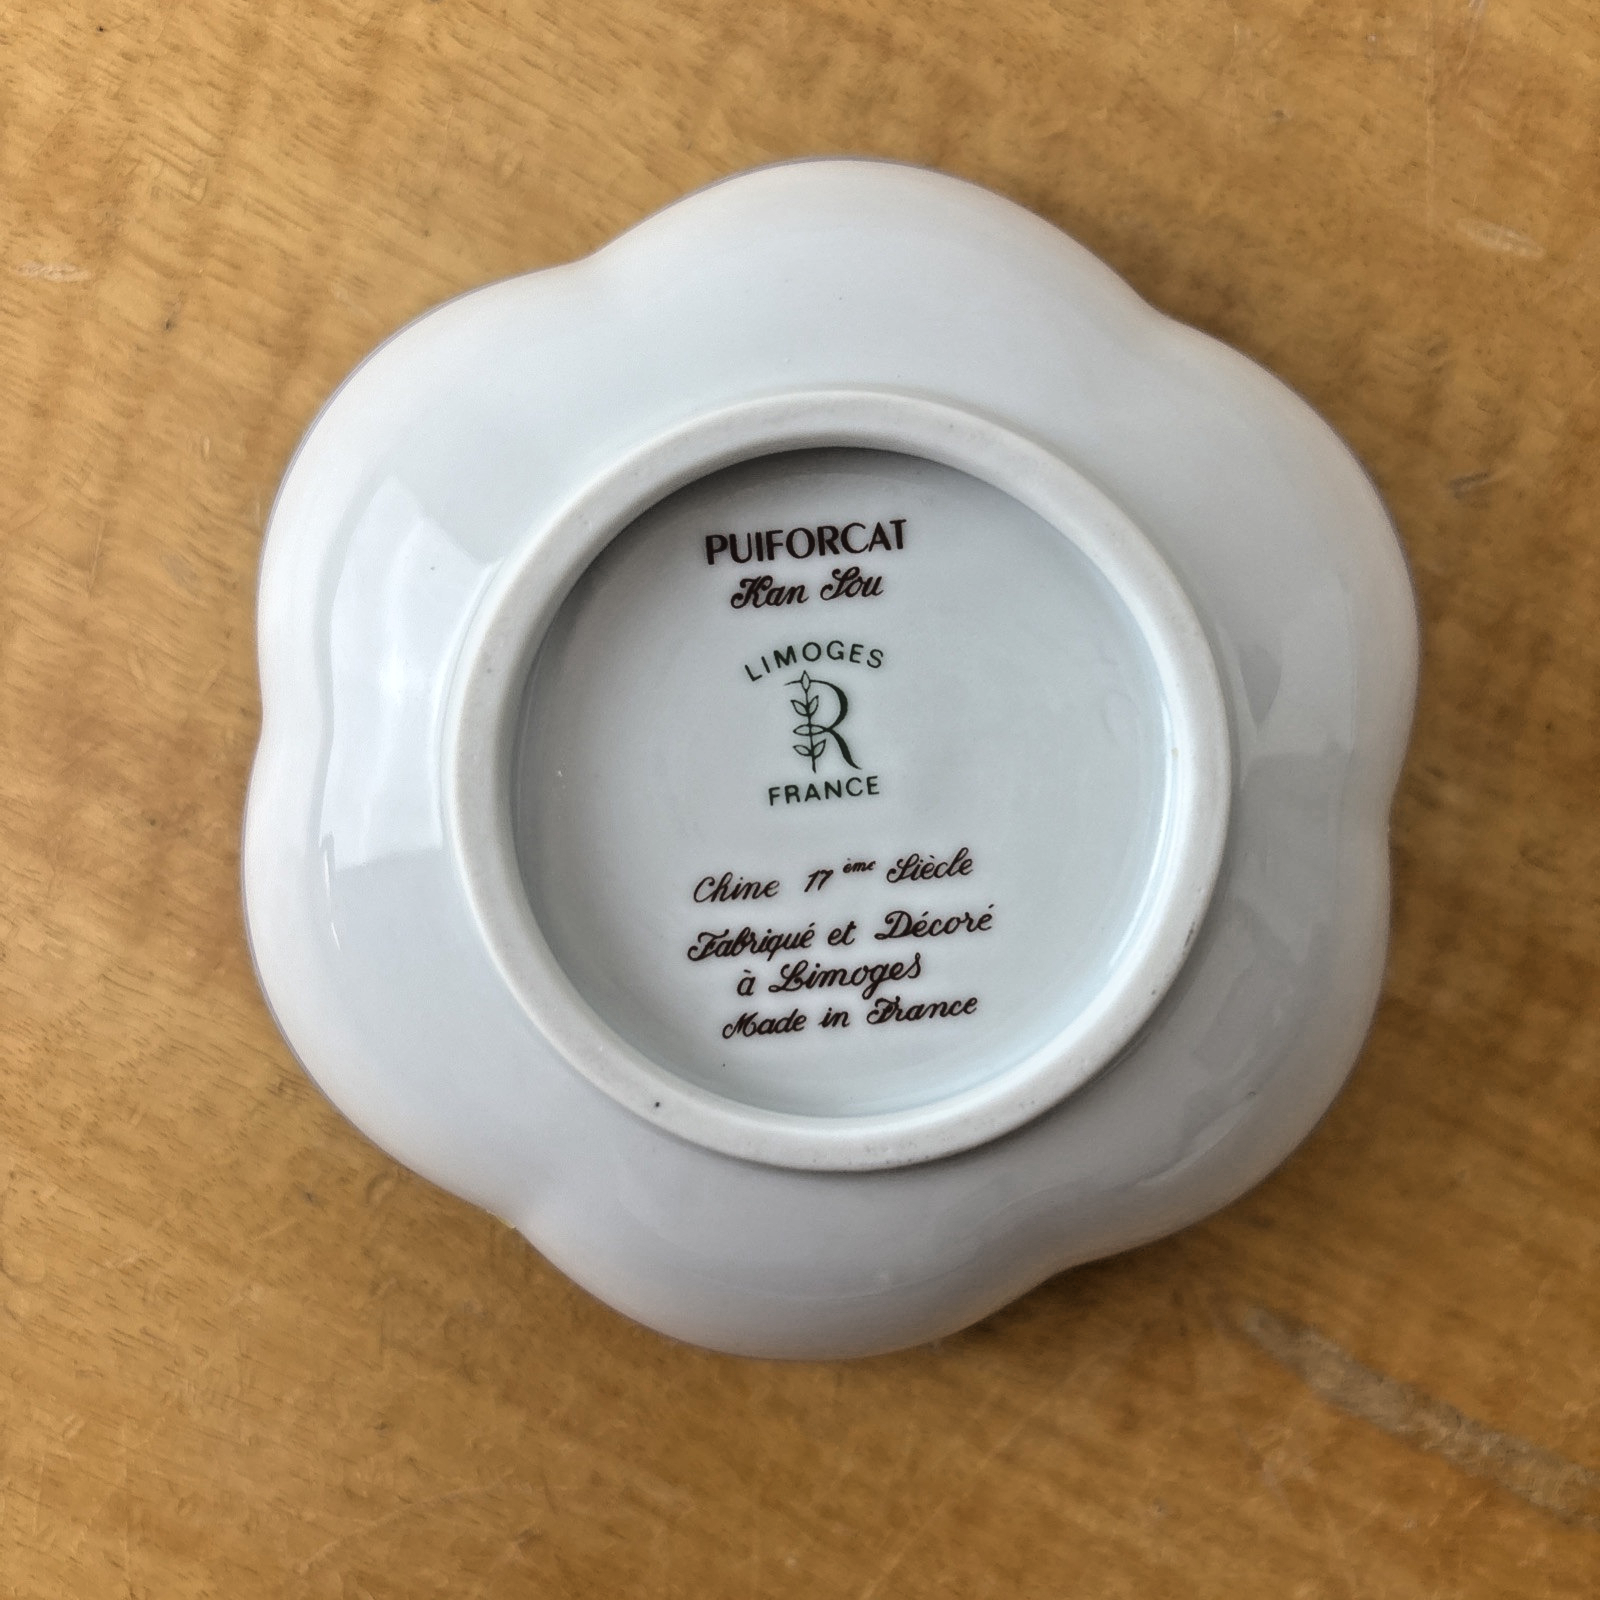 PUIFORCAT
Kan Sou
LIMOGES
R
FRANCE
Chine 17ème Siècle
Fabriqué et Décoré
à Limoges
Made in France